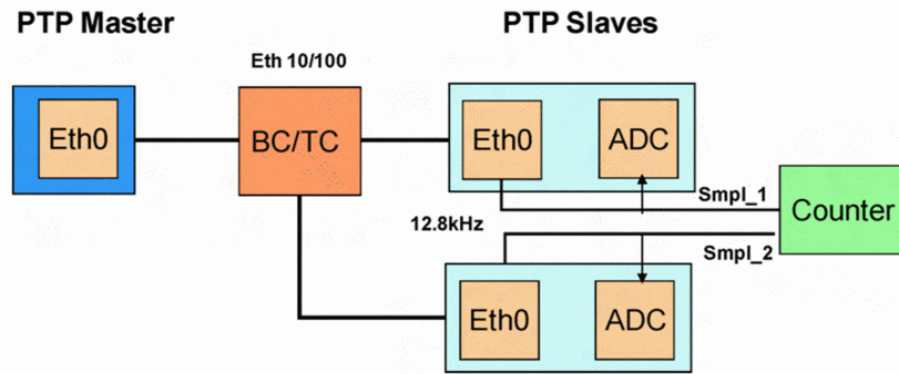 PTP Master
PTP Slaves
Eth 10/100
Eth0
BC/TC
Eth0
ADC
Smpl_1
Counter
12.8kHz
Smpl_2
Eth0
ADC